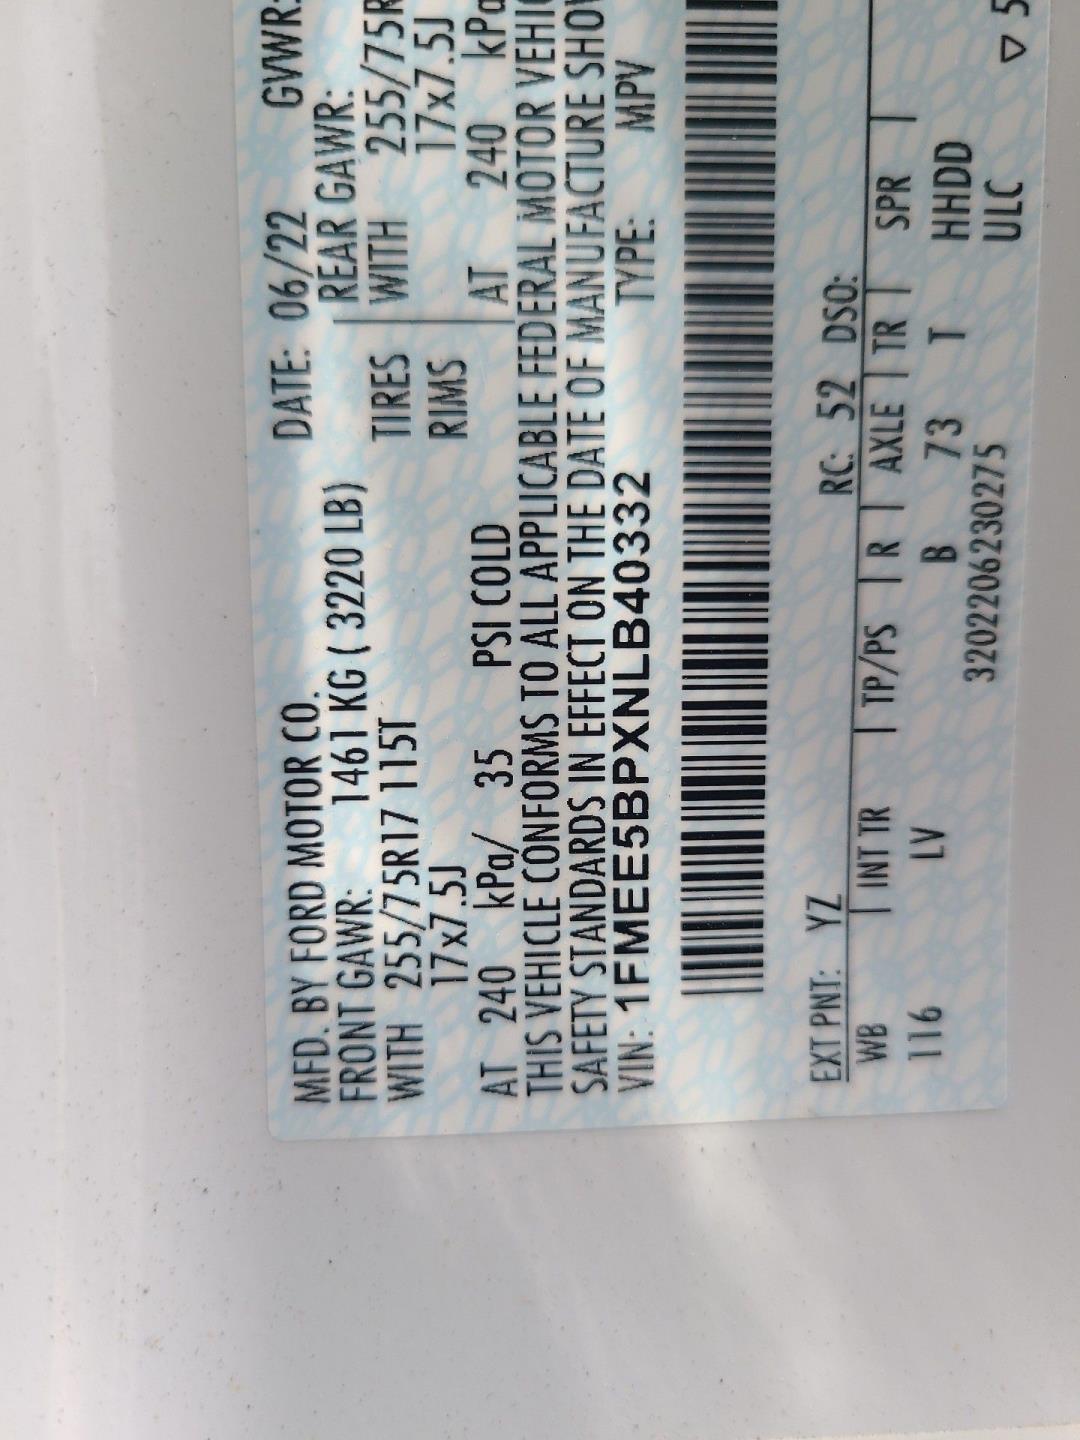 MFD. BY FORD MOTOR CO. DATE: 06/22 GVWR:
FRONT GAWR: 1461 KG ( 3220 LB) REAR GAWR:
WITH 255/75R17 115T TIRES WITH 255/75R
17x7.5J RIMS 17x7.5J
AT 240 kPa/ 35 PSI COLD AT 240 kPa
THIS VEHICLE CONFORMS TO ALL APPLICABLE FEDERAL MOTOR VEHIC
SAFETY STANDARDS IN EFFECT ON THE DATE OF MANUFACTURE SHOW
VIN: 1FMEE5BPXNLB40332 TYPE: MPV
EXT PNT: YZ RC: 52 DSO:
WB | INT TR | TP/PS | R | AXLE | TR | SPR |
116 LV B 73 T HHDD
3202206230275 ULC
▽ 5